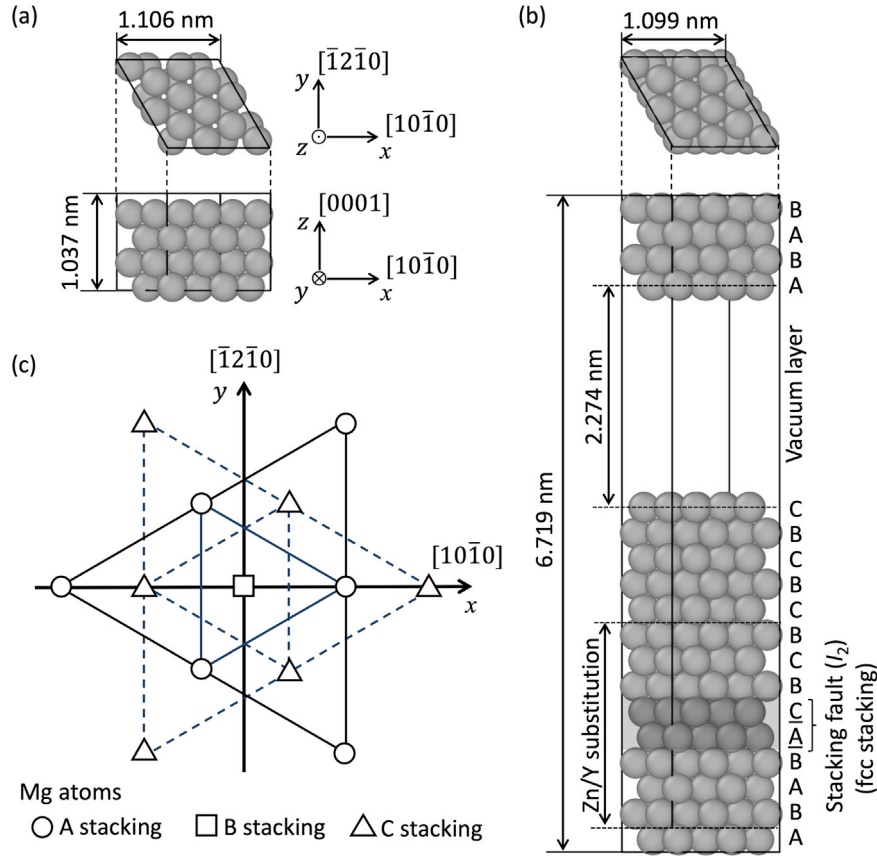 (a)
1.106 nm
[1̄21̄0]
y
z
x
[101̄0]
1.037 nm
[0001]
z
y
x
[101̄0]
(b)
1.099 nm
B
A
B
A
Vacuum layer
2.274 nm
6.719 nm
C
B
C
B
C
B
C
B
C
A
B
A
B
A
Zn/Y substitution
Stacking fault (I₂)
(fcc stacking)
(c)
[1̄21̄0]
y
[101̄0]
x
Mg atoms
A stacking B stacking C stacking